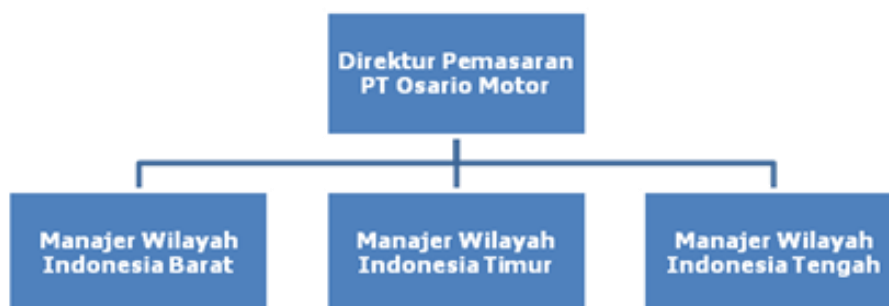 Direktur Pemasaran
PT Osario Motor
Manajer Wilayah
Indonesia Barat
Manajer Wilayah
Indonesia Timur
Manajer Wilayah
Indonesia Tengah